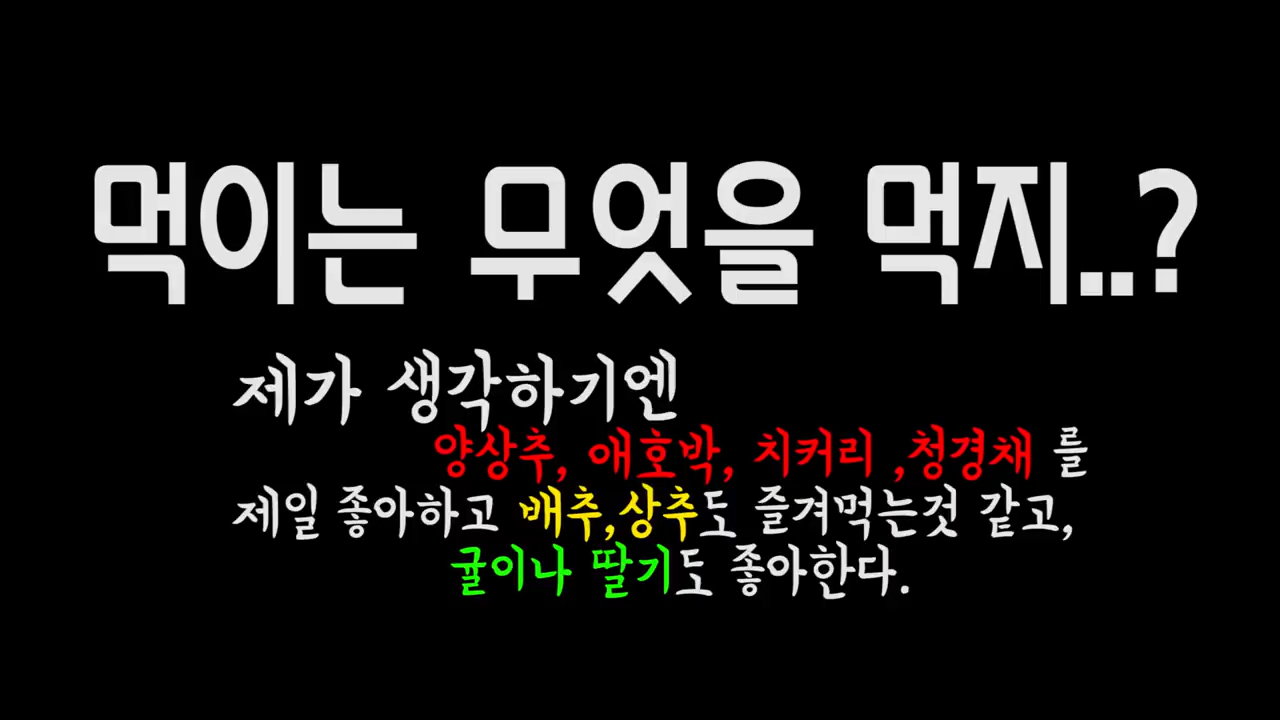 먹이는 무엇을 먹지..?
제가 생각하기엔
양상추, 애호박, 치커리 ,청경채 를
제일 좋아하고 배추,상추도 즐겨먹는것 같고,
귤이나 딸기도 좋아한다.